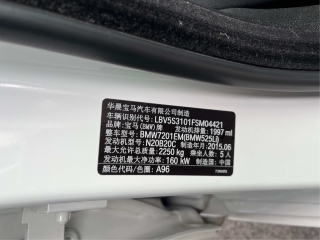 华晨宝马汽车有限公司制造
车辆识别代号: LBV5S3101FSM04421
品牌: 宝马(BMW)牌 发动机排量: 1997 ml
整车型号: BMW7201EM(BMW525Li)
发动机型号: N20B20C 制造年月: 2015.06
最大允许总质量: 2250 kg 乘坐人数: 5 人
发动机最大净功率: 160 kW 制造国: 中国
颜色代号/色漆: A96